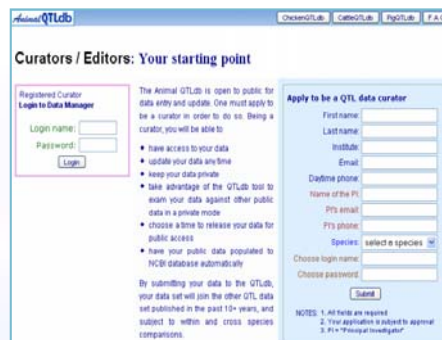 Animal QTLdb
ChickenQTLdb CattleQTLdb PigQTLdb F A
Curators / Editors: Your starting point
Registered Curator
Login to Data Manager
Login name:
Password:
Login
The Animal QTLdb is open to public for
data entry and update. One must apply to
be a curator in order to do so. Being a
curator, you will be able to
have access to your data
update your data any time
keep your data private
take advantage of the QTLdb tool to
exam your data against other public
data in a private mode
choose a time to release your data for
public access
have your public data populated to
NCBI database automatically
By submitting your data to the QTLdb,
your data set will join the other QTL data
set published in the past 10+ years, and
subject to within and cross species
comparisons.
Apply to be a QTL data curator
First name:
Last name:
Institute:
Email:
Daytime phone:
Name of the PI:
PI's email:
PI's phone:
Species: select e species
Choose login name:
Choose password:
Submit
NOTES: 1. All fields are required
2. Your application is subject to approval
3. PI = "Principal Investigator"